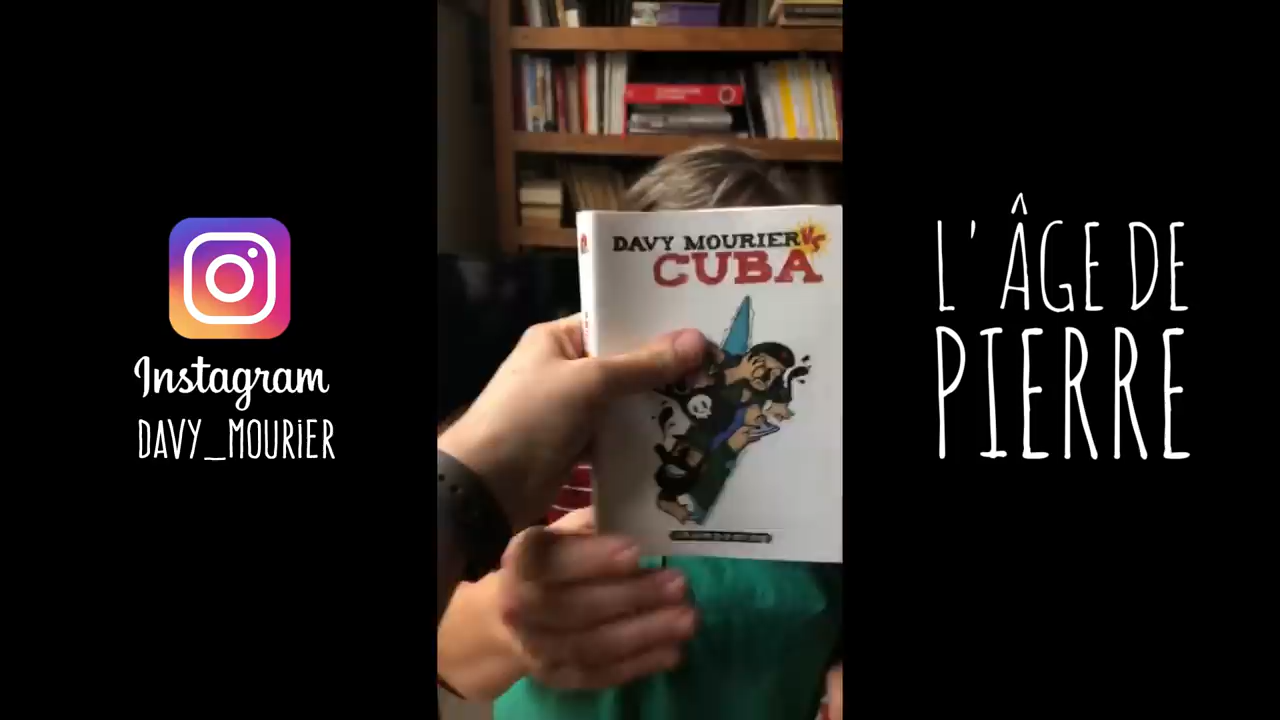 Instagram
DAVY_MOURIER
DAVY MOURIER VS
CUBA
L'ÂGE DE
PIERRE